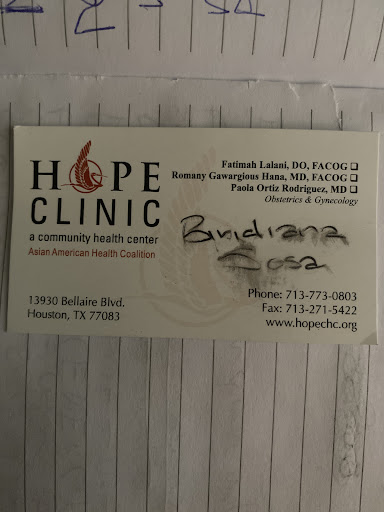 HOPE
CLINIC
a community health center
Asian American Health Coalition
13930 Bellaire Blvd.
Houston, TX 77083
Fatimah Lalani, DO, FACOG ❏
Romany Gawargious Hana, MD, FACOG ❏
Paola Ortiz Rodriguez, MD ❏
Obstetrics & Gynecology
Biridiana
Sosa
Phone: 713-773-0803
Fax: 713-271-5422
www.hopechc.org